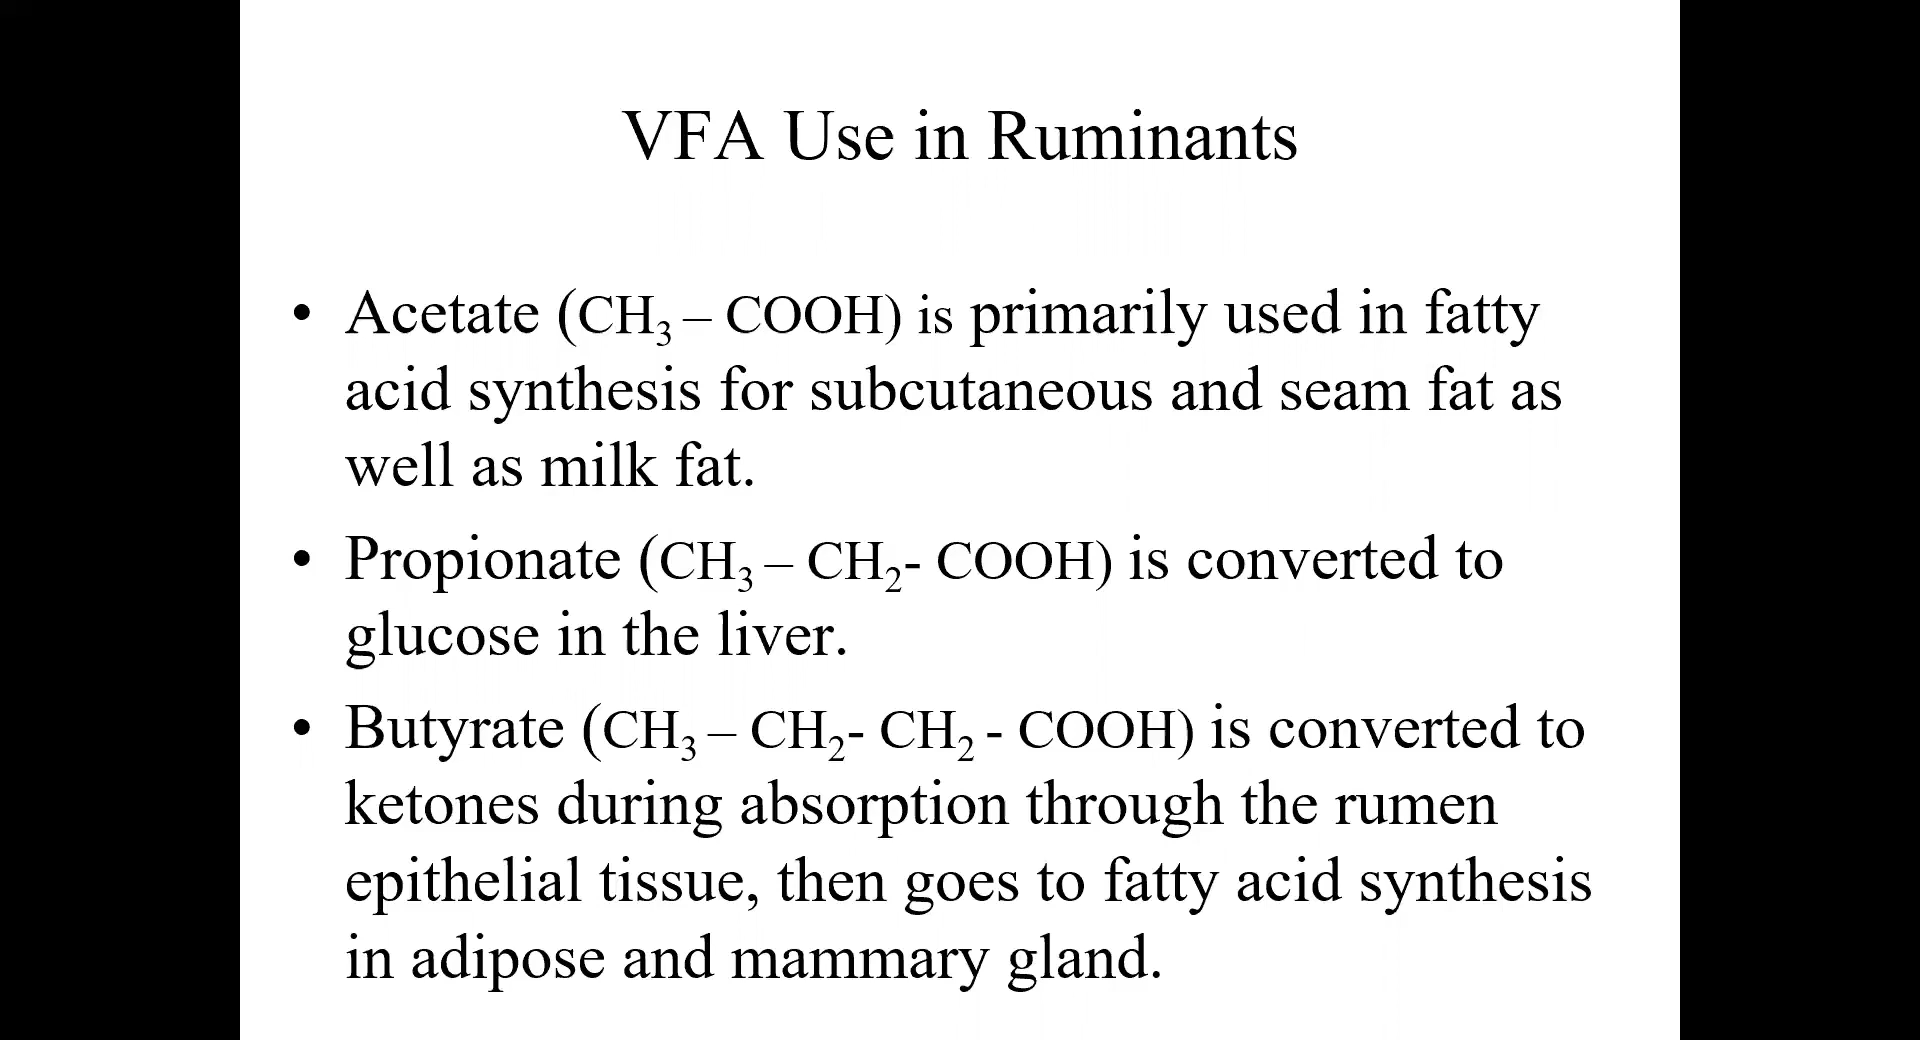 VFA Use in Ruminants
• Acetate (CH₃ – COOH) is primarily used in fatty
acid synthesis for subcutaneous and seam fat as
well as milk fat.
• Propionate (CH₃ – CH₂- COOH) is converted to
glucose in the liver.
• Butyrate (CH₃ – CH₂- CH₂ - COOH) is converted to
ketones during absorption through the rumen
epithelial tissue, then goes to fatty acid synthesis
in adipose and mammary gland.